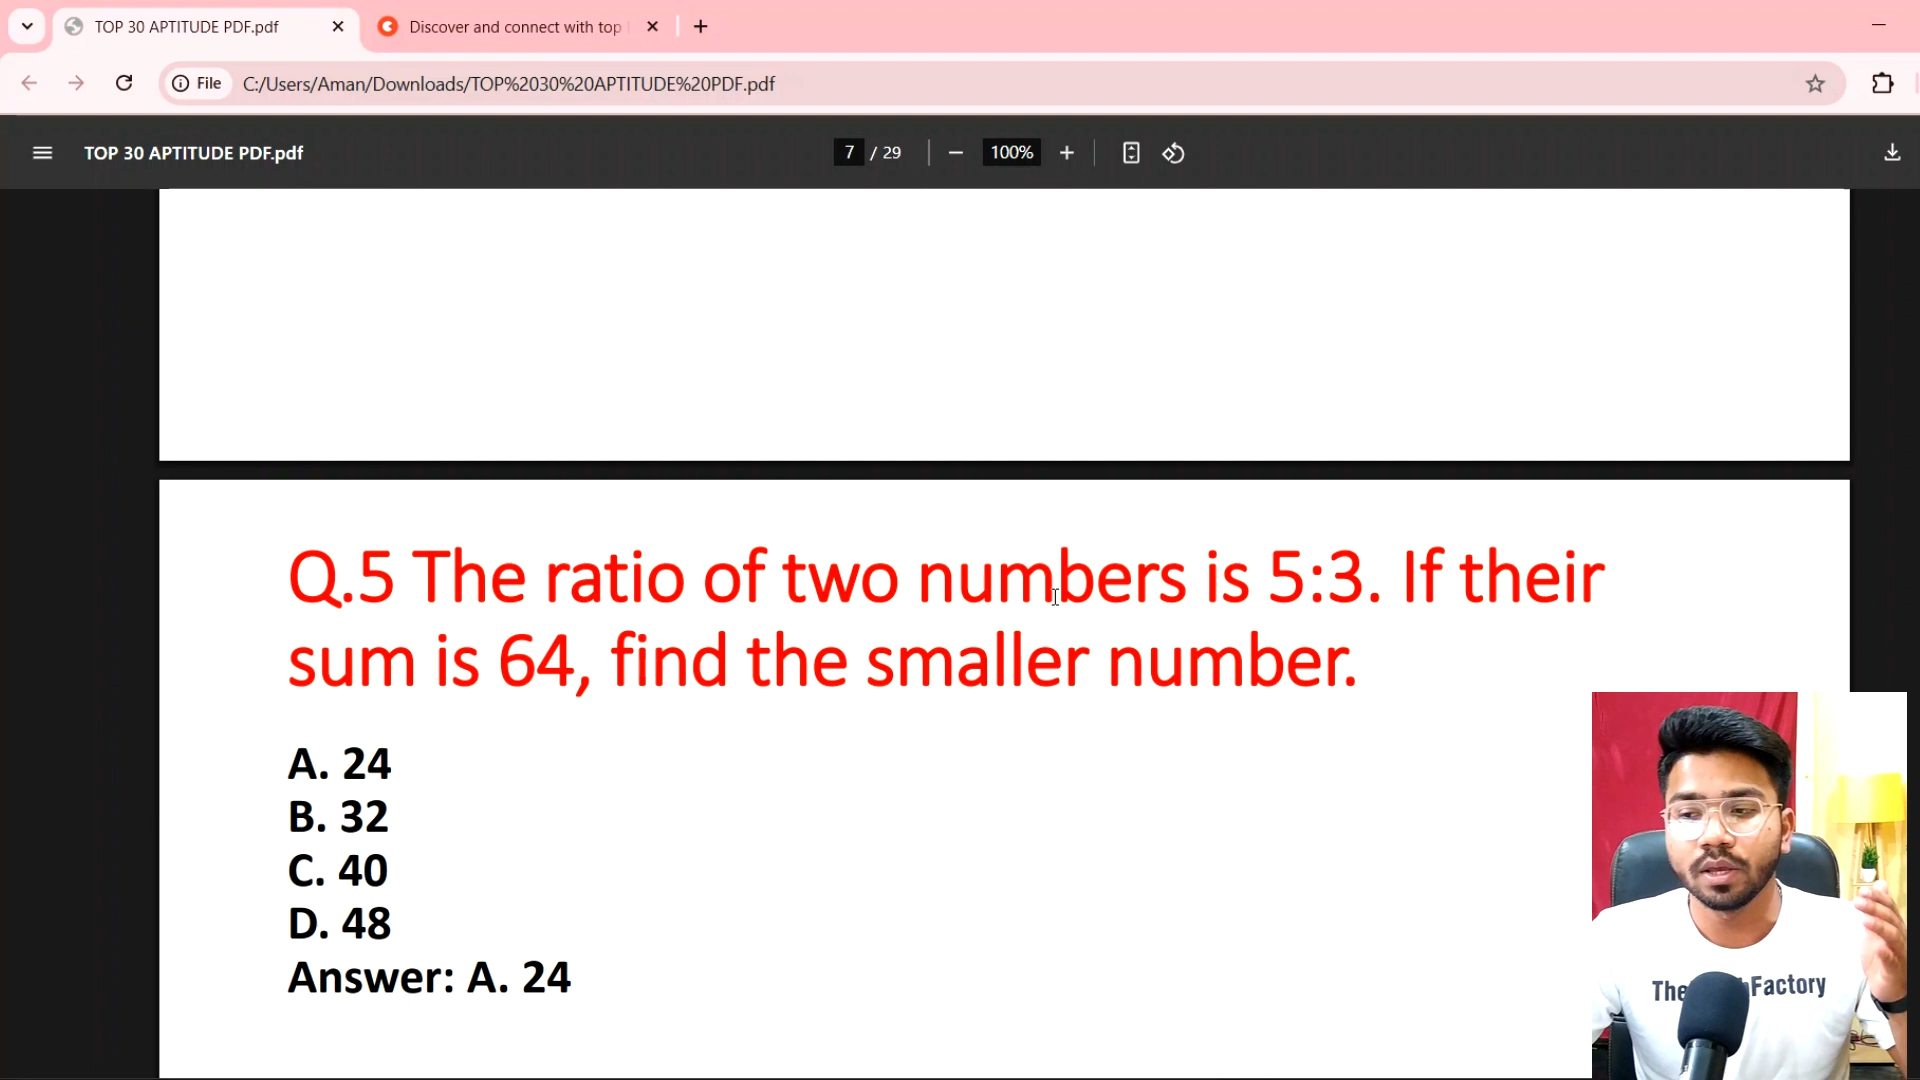 TOP 30 APTITUDE PDF.pdf
Discover and connect with top
File
C:/Users/Aman/Downloads/TOP%2030%20APTITUDE%20PDF.pdf
TOP 30 APTITUDE PDF.pdf
7 / 29
100%
Q.5 The ratio of two numbers is 5:3. If their
sum is 64, find the smaller number.
A. 24
B. 32
C. 40
D. 48
Answer: A. 24
Factory